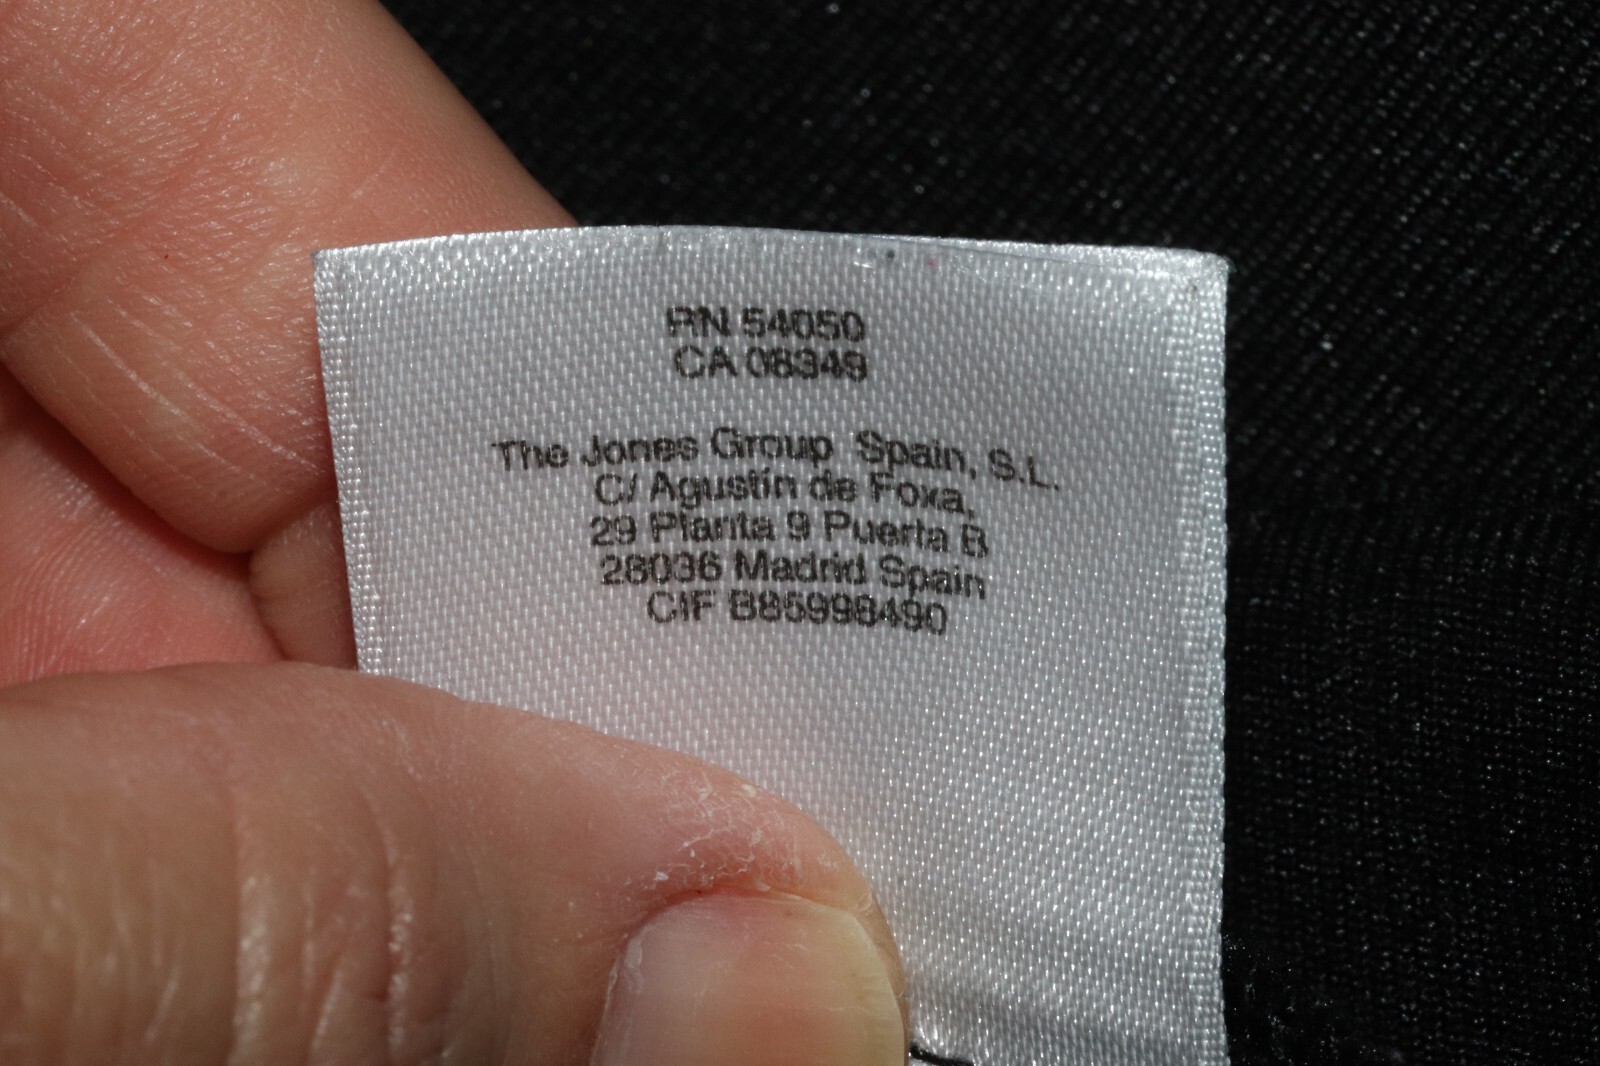 RN 54050
CA 08349
The Jones Group Spain, S.L.
C/ Agustín de Foxa,
29 Planta 9 Puerta B
28036 Madrid Spain
CIF B85998490